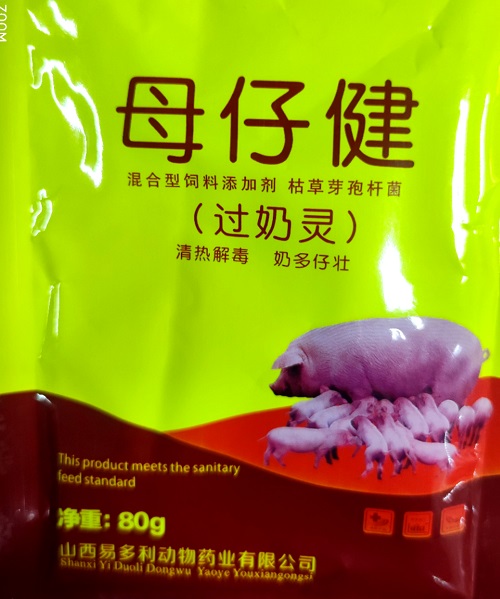 ZOOM
母仔健
混合型饲料添加剂 枯草芽孢杆菌
（过奶灵）
清热解毒 奶多仔壮
This product meets the sanitary
feed standard
净重：80g
山西易多利动物药业有限公司
Shanxi Yi Duoli Dongwu Yaoye Youxiangongsi